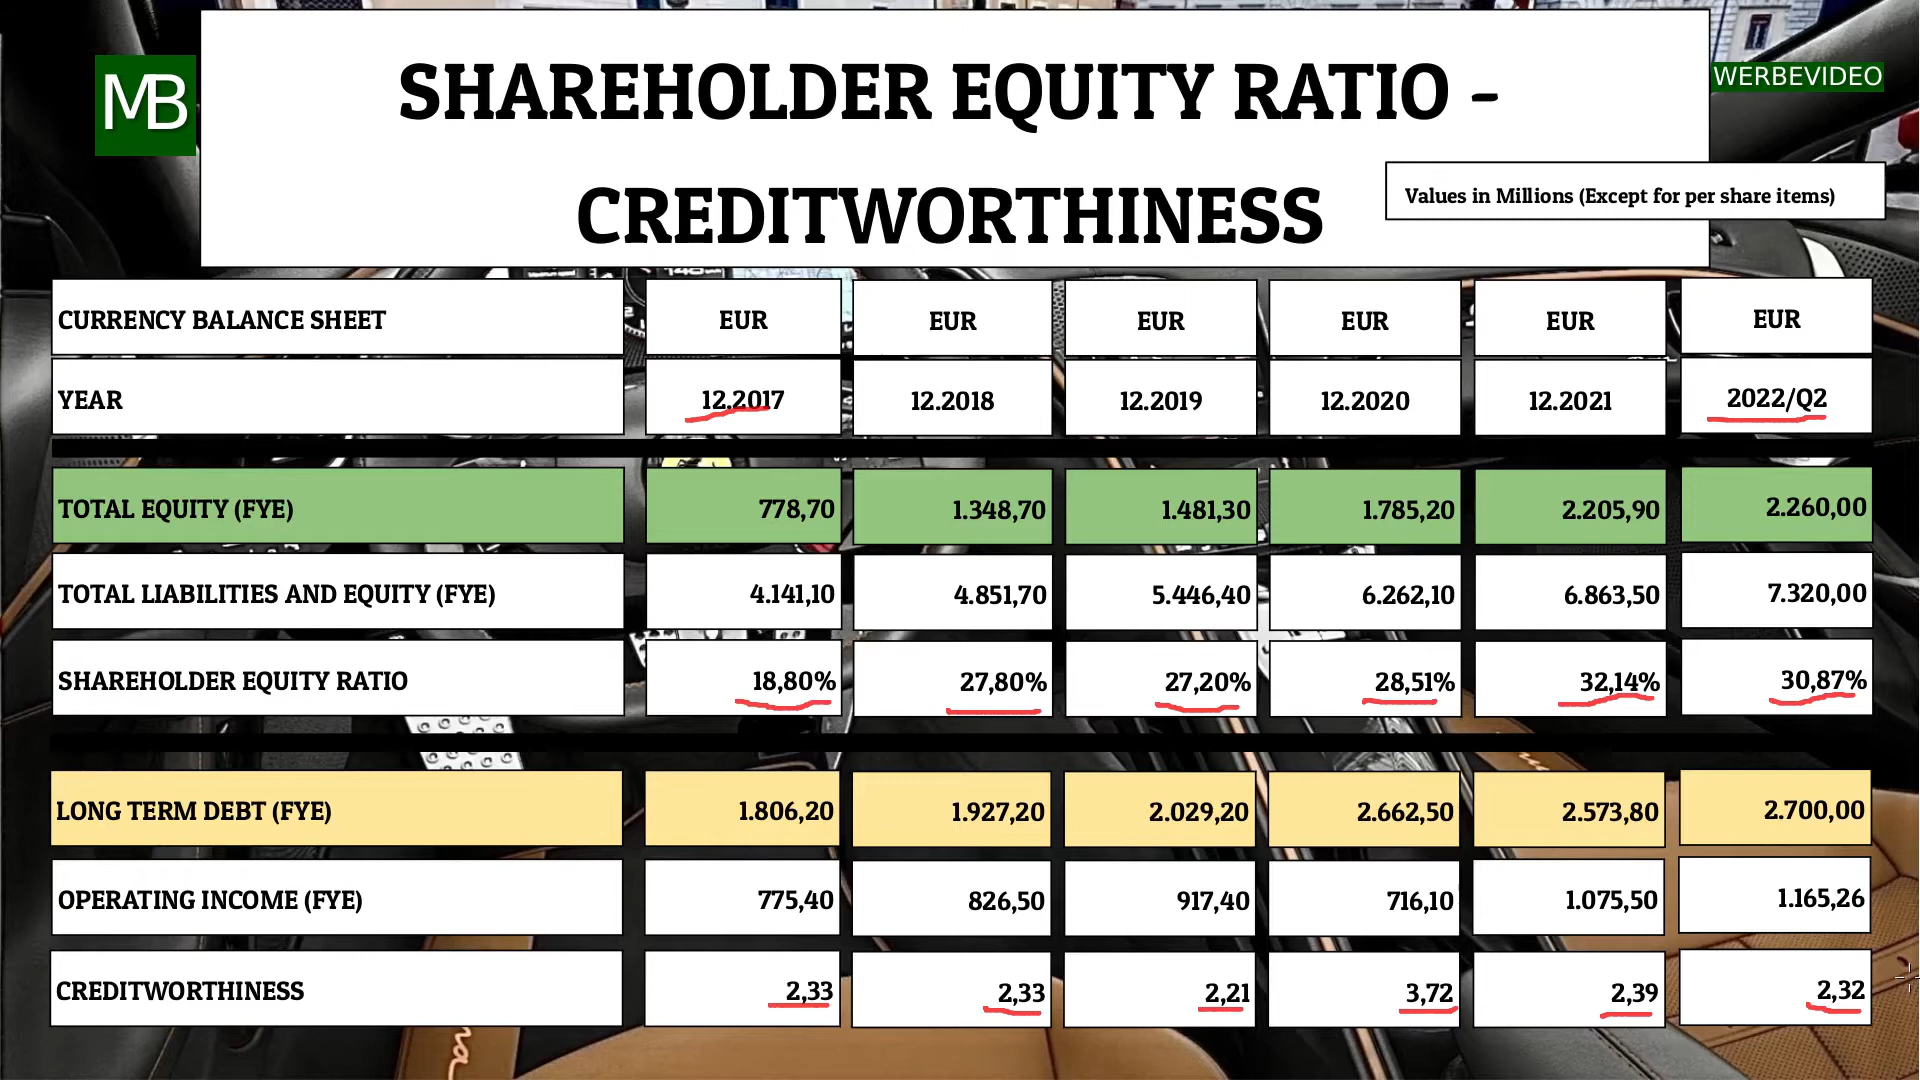 MB
WERBEVIDEO
SHAREHOLDER EQUITY RATIO -
CREDITWORTHINESS
Values in Millions (Except for per share items)
CURRENCY BALANCE SHEET EUR EUR EUR EUR EUR EUR
YEAR 12.2017 12.2018 12.2019 12.2020 12.2021 2022/Q2
TOTAL EQUITY (FYE) 778,70 1.348,70 1.481,30 1.785,20 2.205,90 2.260,00
TOTAL LIABILITIES AND EQUITY (FYE) 4.141,10 4.851,70 5.446,40 6.262,10 6.863,50 7.320,00
SHAREHOLDER EQUITY RATIO 18,80% 27,80% 27,20% 28,51% 32,14% 30,87%
LONG TERM DEBT (FYE) 1.806,20 1.927,20 2.029,20 2.662,50 2.573,80 2.700,00
OPERATING INCOME (FYE) 775,40 826,50 917,40 716,10 1.075,50 1.165,26
CREDITWORTHINESS 2,33 2,33 2,21 3,72 2,39 2,32